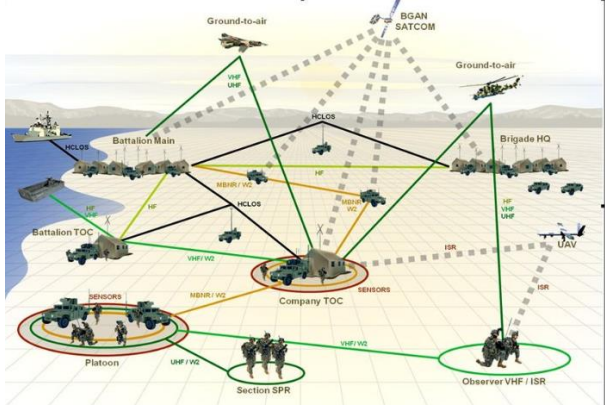 Ground-to-air
BGAN
SATCOM
VHF
UHF
Ground-to-air
HCLOS
HCLOS
Battalion Main
Brigade HQ
MBNR / W2
HF
MBNR
W2
HF
VHF
HF
HCLOS
HF
VHF
UHF
UAV
Battalion TOC
VHF/ W2
ISR
ISR
SENSORS
MBNR / W2
Company TOC
SENSORS
VHF / W2
Platoon
UHF / W2
Section SPR
Observer VHF / ISR